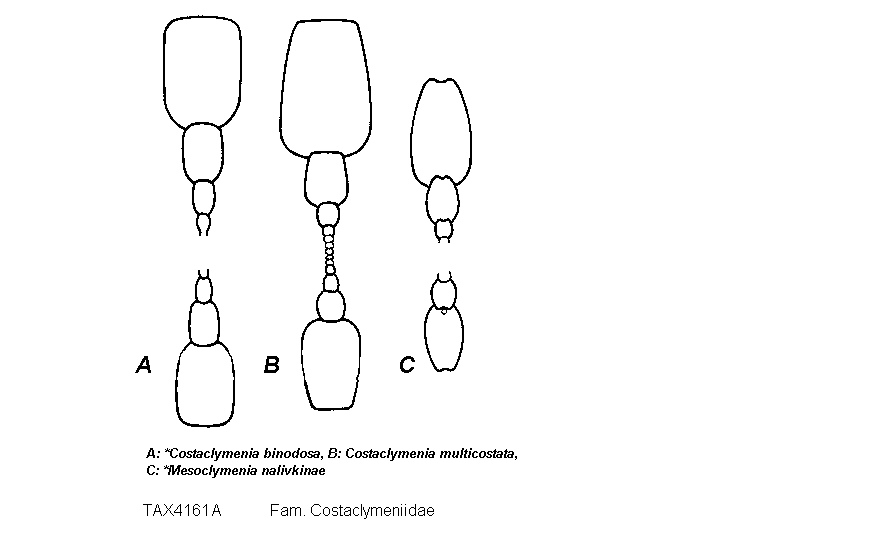 A B C
A: *Costaclymenia binodosa, B: Costaclymenia multicostata,
C: *Mesoclymenia nalivkinae
TAX4161A Fam. Costaclymeniidae